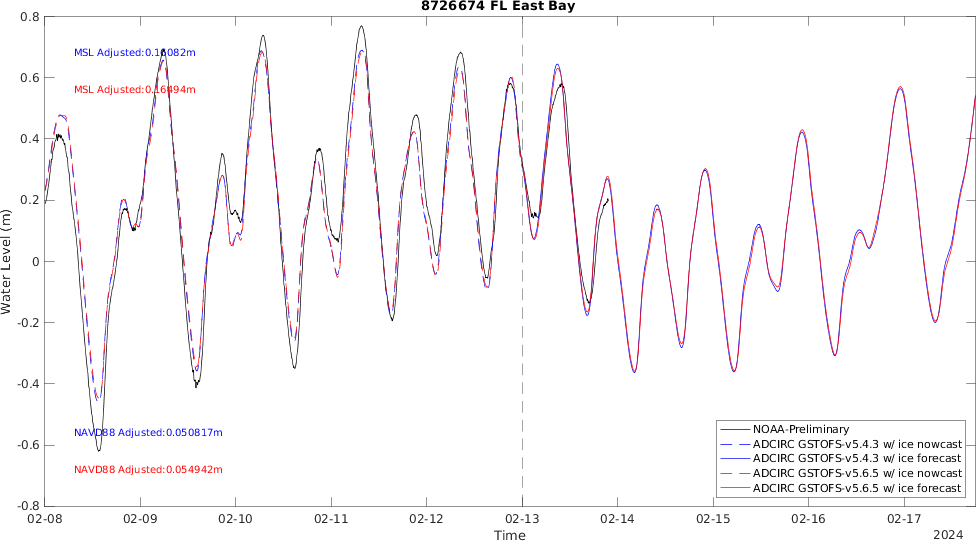 8726674 FL East Bay
Water Level (m)
0.8
0.6
0.4
0.2
0
-0.2
-0.4
-0.6
-0.8
MSL Adjusted:
MSL Adjusted:0.16494m
NAVD88 Adjusted:0.050817m
NAVD88 Adjusted:0.054942m
NOAA-Preliminary
ADCIRC GSTOFS-v5.4.3 w/ ice nowcast
ADCIRC GSTOFS-v5.4.3 w/ ice forecast
ADCIRC GSTOFS-v5.6.5 w/ ice nowcast
ADCIRC GSTOFS-v5.6.5 w/ ice forecast
02-08 02-09 02-10 02-11 02-12 02-13 02-14 02-15 02-16 02-17
Time
2024